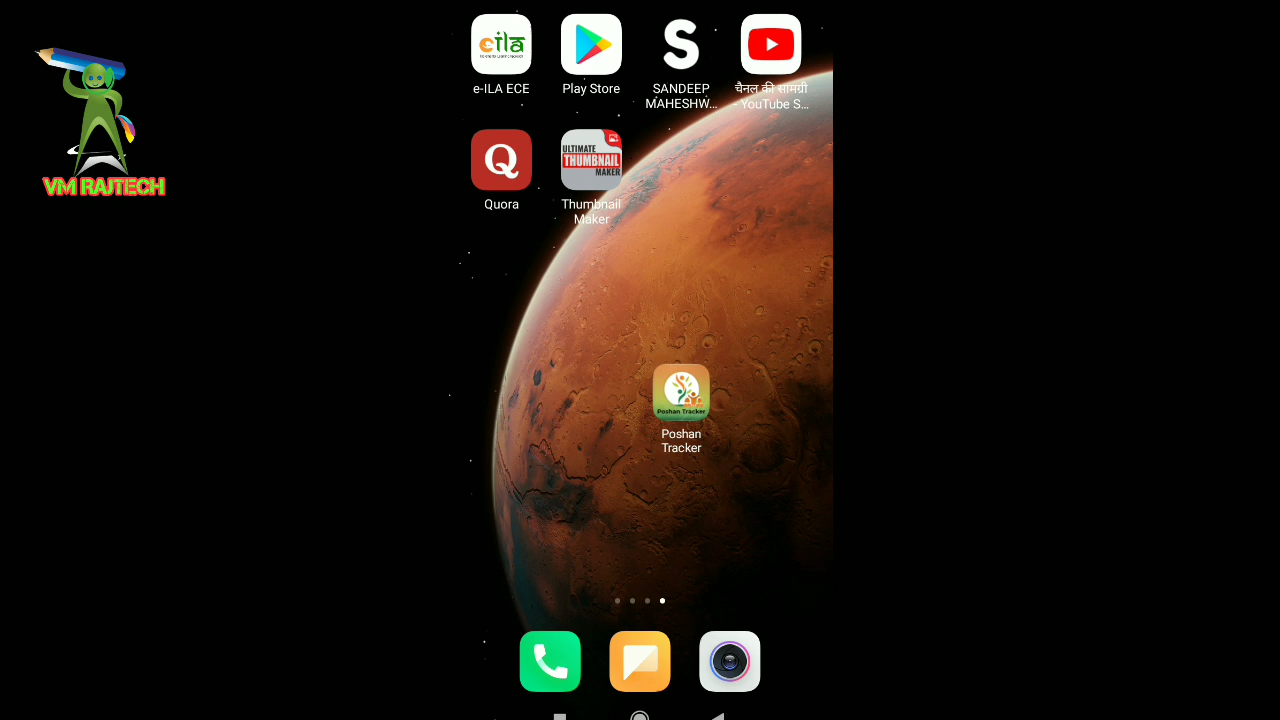 eila
e-ILA ECE
Play Store
S
SANDEEP
MAHESHW...
चैनल की सामग्री
- YouTube S...
VM RAJTECH
Q
Quora
ULTIMATE
THUMBNAIL
MAKER
Thumbnail
Maker
Poshan Tracker
Poshan
Tracker